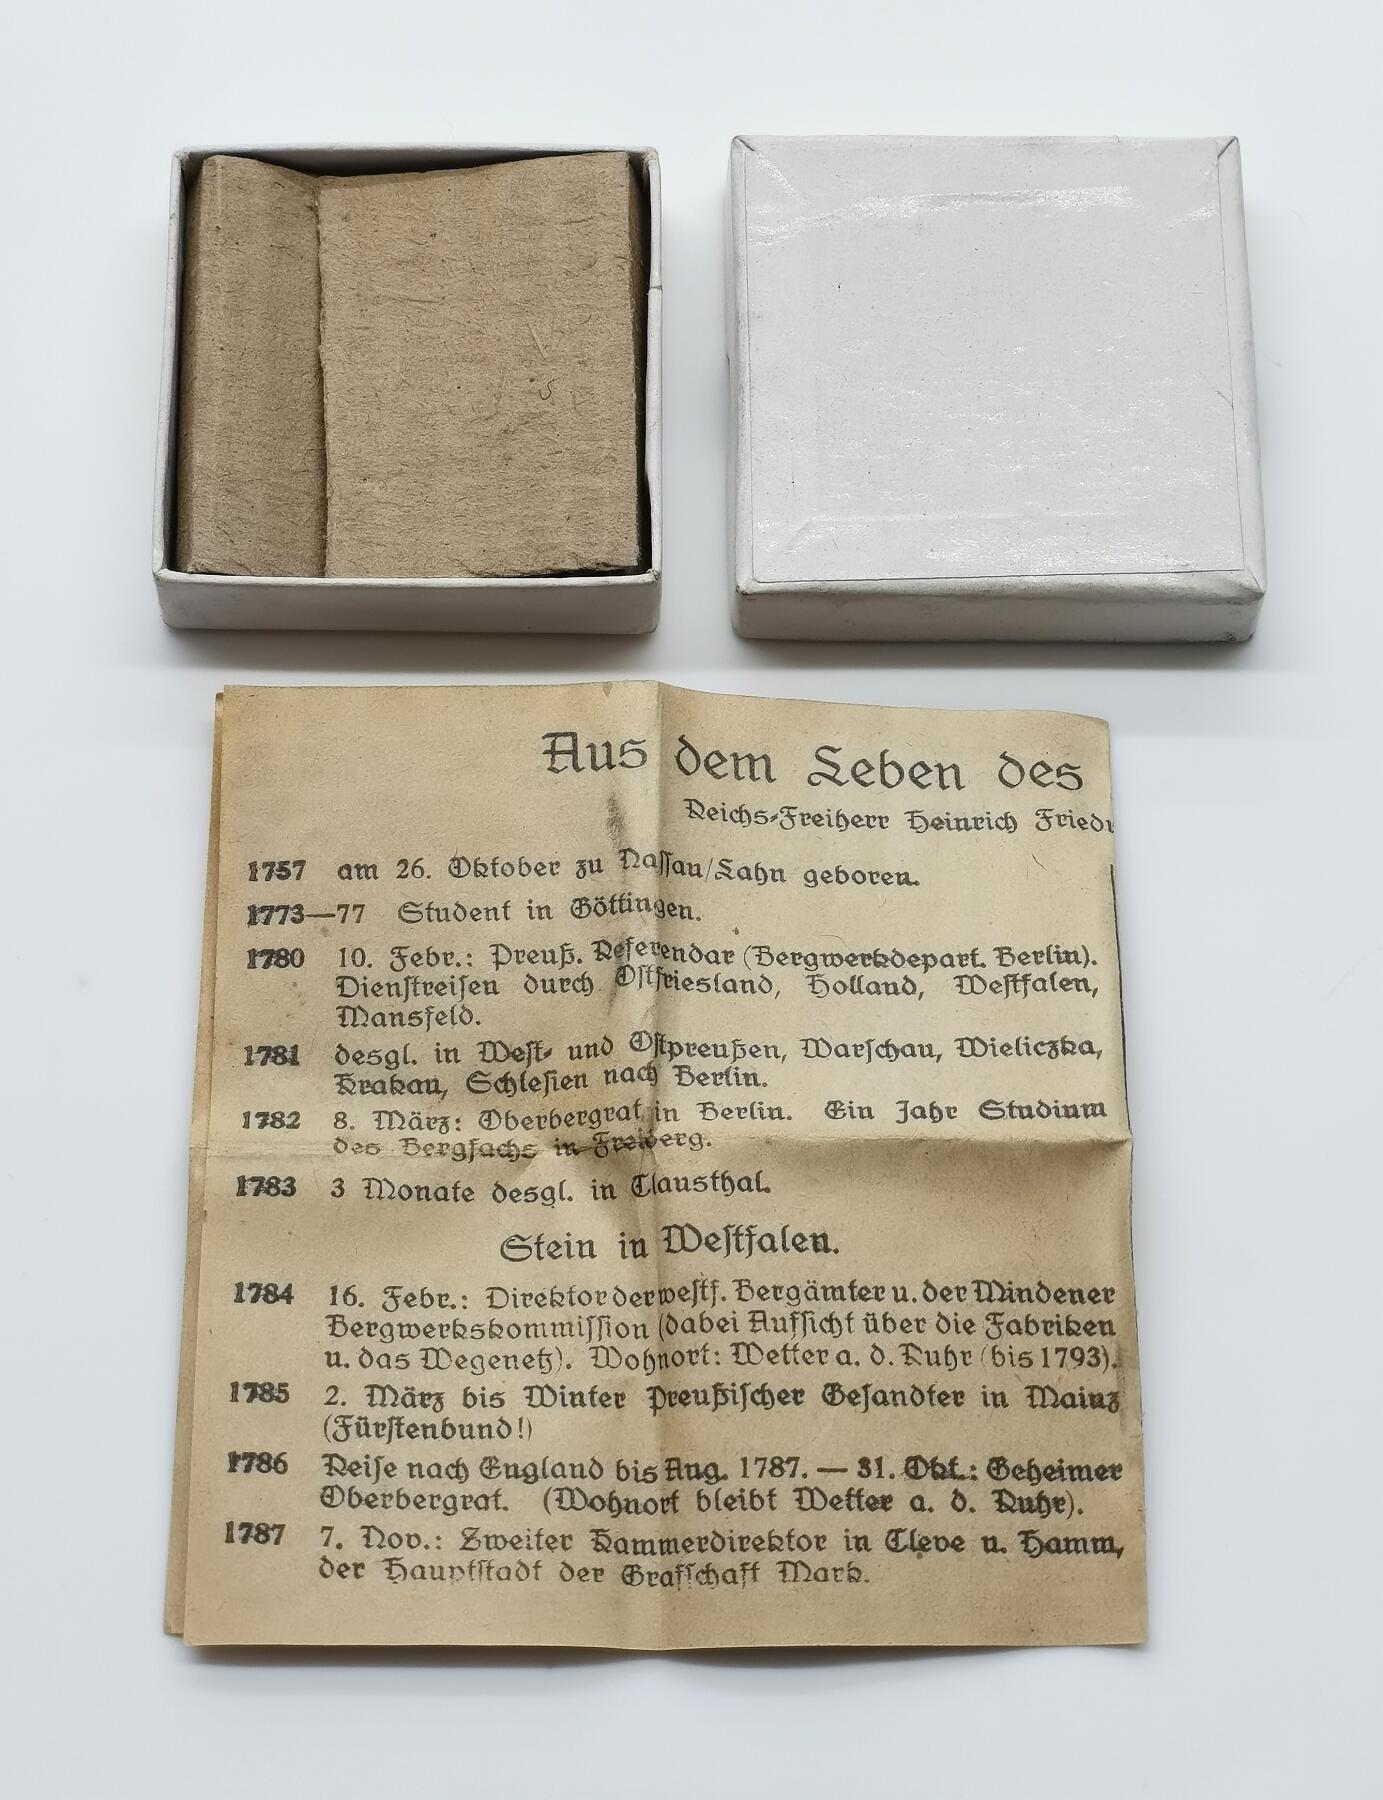 Aus dem Leben des
Reichs-Freiherr Heinrich Fried
1757 am 26. Oktober zu Nassau/Lahn geboren.
1773—77 Student in Göttingen.
1780 10. Febr.: Preuß. Referendar (Bergwerkdepart. Berlin).
Dienstreisen durch Ostfriesland, Holland, Westfalen,
Mansfeld.
1781 desgl. in West- und Ostpreußen, Warschau, Wieliczka,
Krakau, Schlesien nach Berlin.
1782 8. März: Oberbergrat in Berlin. Ein Jahr Studium
des Bergfachs in Freiberg.
1783 3 Monate desgl. in Clausthal.
Stein in Westfalen.
1784 16. Febr.: Direktor der westf. Bergämter u. der Mindener
Bergwerkskommission (dabei Aufsicht über die Fabriken
u. das Wegenetz). Wohnort: Wetter a. d. Ruhr (bis 1793).
1785 2. März bis Winter Preußischer Gesandter in Mainz
(Fürstenbund!)
1786 Reise nach England bis Aug. 1787. — 31. Okt.: Geheimer
Oberbergrat. (Wohnort bleibt Wetter a. d. Ruhr).
1787 7. Nov.: Zweiter Kammerdirektor in Cleve u. Hamm,
der Hauptstadt der Grafschaft Mark.